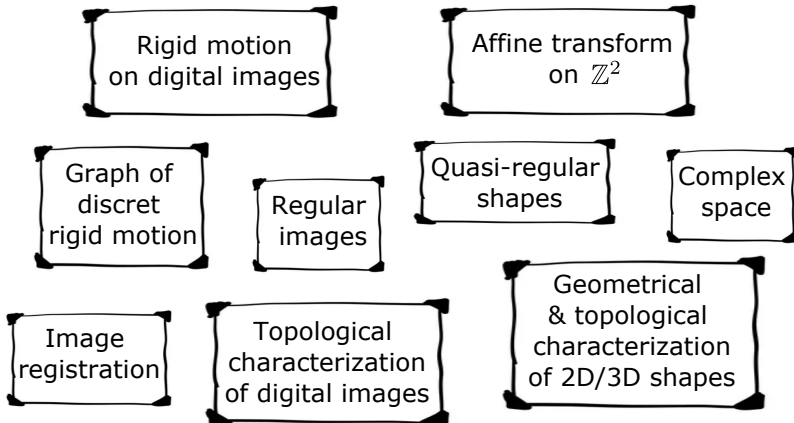 Rigid motion
on digital images
Affine transform
on ℤ²
Graph of
discret
rigid motion
Regular
images
Quasi-regular
shapes
Complex
space
Image
registration
Topological
characterization
of digital images
Geometrical
& topological
characterization
of 2D/3D shapes